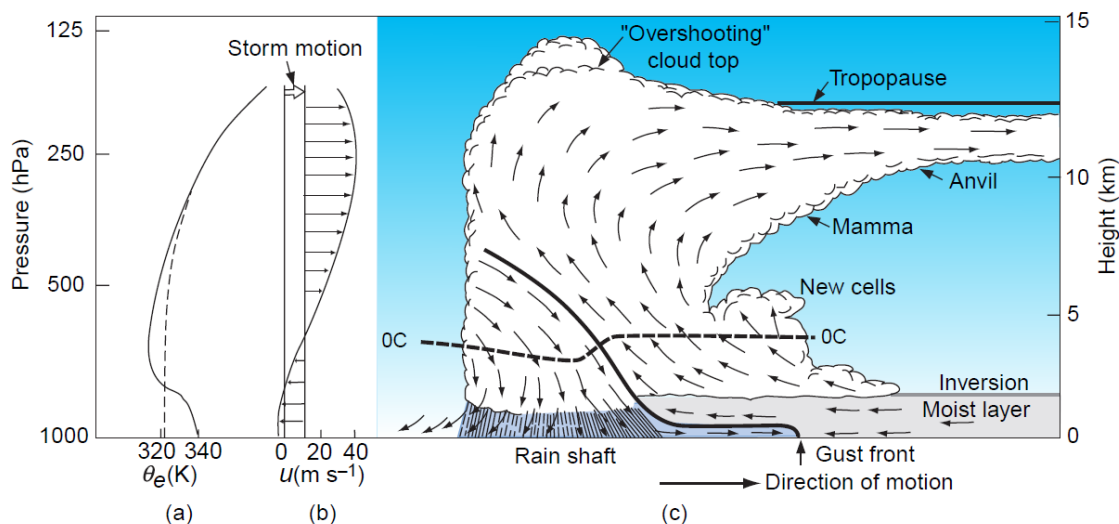 125
250
500
1000
Pressure (hPa)
320 340
θe(K)
(a)
Storm motion
0 20 40
u(m s–1)
(b)
"Overshooting"
cloud top
Tropopause
Anvil
Mamma
New cells
0C
0C
Inversion
Moist layer
Rain shaft
Gust front
Direction of motion
(c)
15
10
5
0
Height (km)